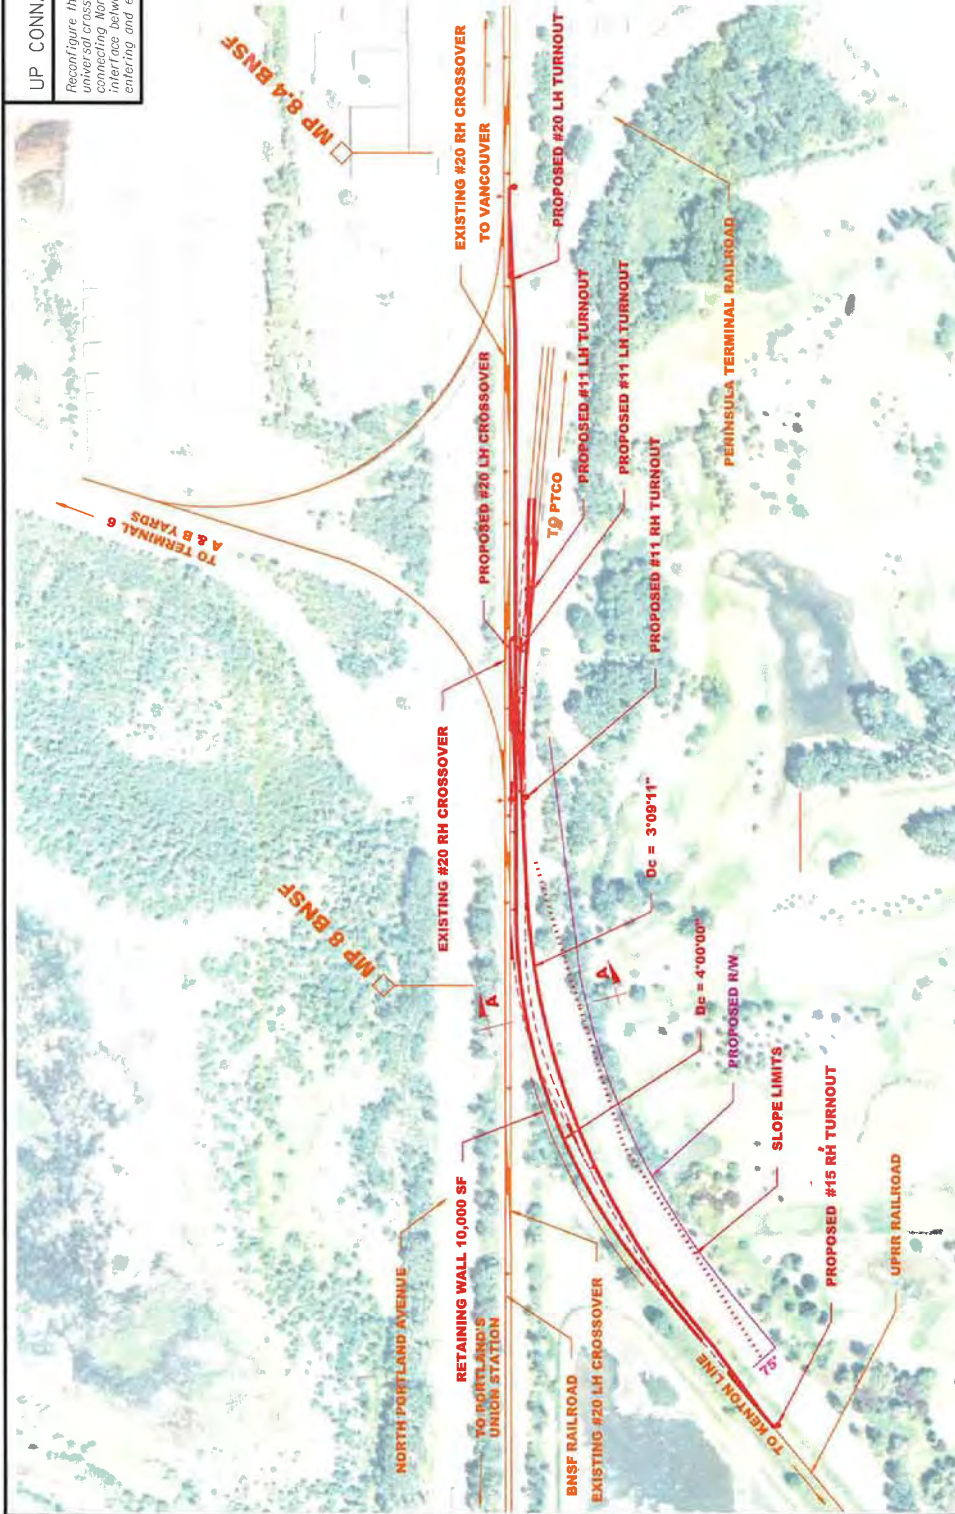 UP CONN
Reconfigure th
universal cross
connecting Nor
interface betw
entering and e
MP 8.4 BNSF
EXISTING #20 RH CROSSOVER
TO VANCOUVER
PROPOSED #20 LH TURNOUT
TO TERMINAL 6
A & B YARDS
PROPOSED #20 LH CROSSOVER
PROPOSED #11 LH TURNOUT
TO PTCO
PROPOSED #11 LH TURNOUT
PENINSULA TERMINAL RAILROAD
PROPOSED #11 RH TURNOUT
EXISTING #20 RH CROSSOVER
MP 8 BNSF
Dc = 3°09'11"
A
A
Dc = 4°00'00"
PROPOSED R/W
SLOPE LIMITS
PROPOSED #15 RH TURNOUT
UPRR RAILROAD
NORTH PORTLAND AVENUE
RETAINING WALL 10,000 SF
TO PORTLAND'S
UNION STATION
BNSF RAILROAD
EXISTING #20 LH CROSSOVER
TO KENTON LINE
75'